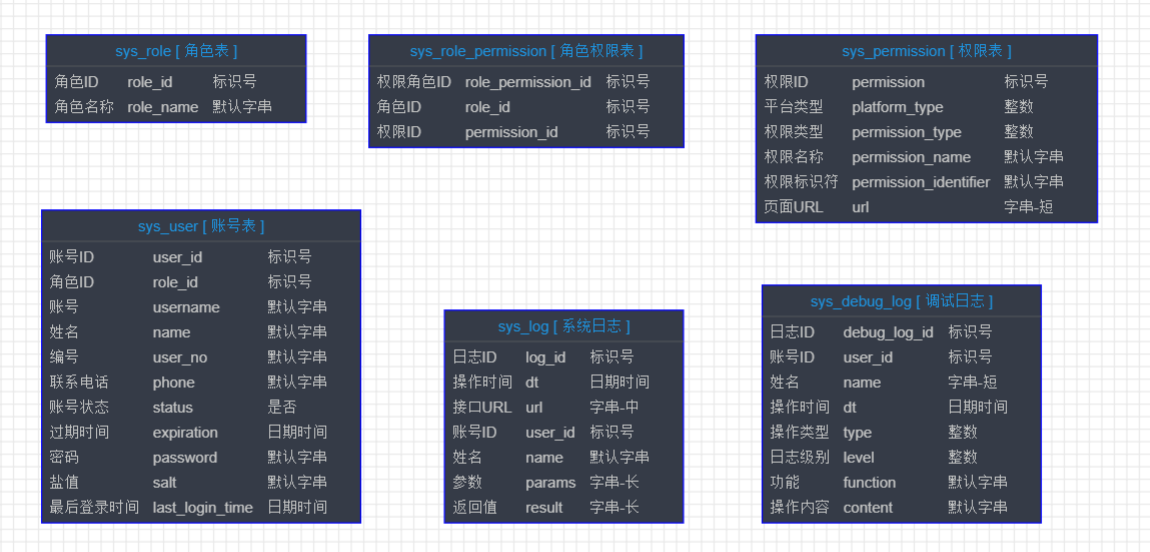 sys_role [ 角色表 ]
角色ID role_id 标识号
角色名称 role_name 默认字串
sys_role_permission [ 角色权限表 ]
权限角色ID role_permission_id 标识号
角色ID role_id 标识号
权限ID permission_id 标识号
sys_permission [ 权限表 ]
权限ID permission 标识号
平台类型 platform_type 整数
权限类型 permission_type 整数
权限名称 permission_name 默认字串
权限标识符 permission_identifier 默认字串
页面URL url 字串-短
sys_user [ 账号表 ]
账号ID user_id 标识号
角色ID role_id 标识号
账号 username 默认字串
姓名 name 默认字串
编号 user_no 默认字串
联系电话 phone 默认字串
账号状态 status 是否
过期时间 expiration 日期时间
密码 password 默认字串
盐值 salt 默认字串
最后登录时间 last_login_time 日期时间
sys_log [ 系统日志 ]
日志ID log_id 标识号
操作时间 dt 日期时间
接口URL url 字串-中
账号ID user_id 标识号
姓名 name 默认字串
参数 params 字串-长
返回值 result 字串-长
sys_debug_log [ 调试日志 ]
日志ID debug_log_id 标识号
账号ID user_id 标识号
姓名 name 字串-短
操作时间 dt 日期时间
操作类型 type 整数
日志级别 level 整数
功能 function 默认字串
操作内容 content 默认字串